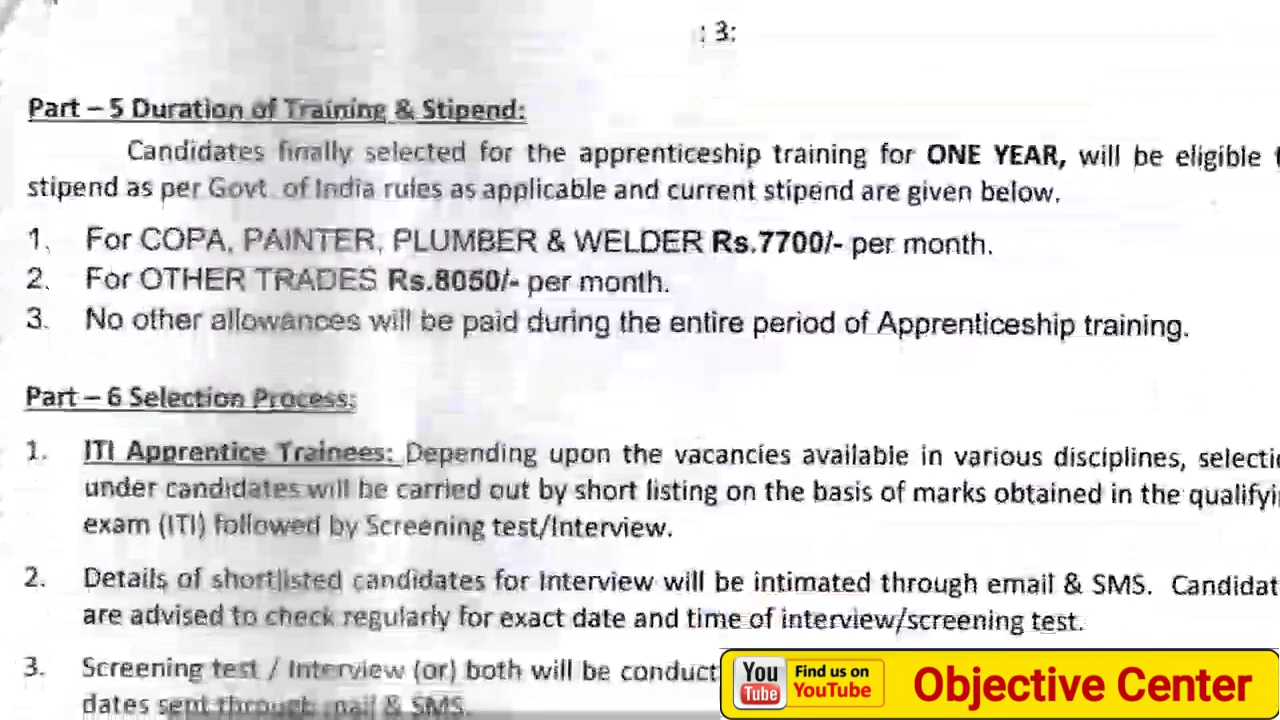 : 3:
Part – 5 Duration of Training & Stipend:
Candidates finally selected for the apprenticeship training for ONE YEAR, will be eligible
stipend as per Govt. of India rules as applicable and current stipend are given below.
1. For COPA, PAINTER, PLUMBER & WELDER Rs.7700/- per month.
2. For OTHER TRADES Rs.8050/- per month.
3. No other allowances will be paid during the entire period of Apprenticeship training.
Part – 6 Selection Process:
1. ITI Apprentice Trainees: Depending upon the vacancies available in various disciplines, selectio
under candidates will be carried out by short listing on the basis of marks obtained in the qualifyi
exam (ITI) followed by Screening test/Interview.
2. Details of shortlisted candidates for Interview will be intimated through email & SMS. Candidat
are advised to check regularly for exact date and time of interview/screening test.
3. Screening test / Interview (or) both will be conduct
dates sent through mail & SMS.
You Tube
Find us on
YouTube
Objective Center